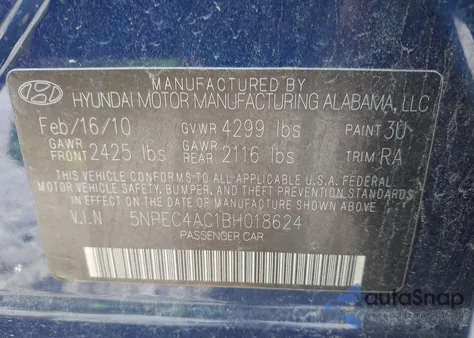 MANUFACTURED BY
HYUNDAI MOTOR MANUFACTURING ALABAMA, LLC
Feb/16/10 GVWR 4299 lbs PAINT 3U
GAWR FRONT 2425 lbs GAWR REAR 2116 lbs TRIM RA
THIS VEHICLE CONFORMS TO ALL APPLICABLE U.S.A. FEDERAL
MOTOR VEHICLE SAFETY, BUMPER, AND THEFT PREVENTION
STANDARDS IN EFFECT ON THE DATE OF MANUFACTURE SHOWN ABOVE.
V.I.N 5NPEC4AC1BH018624
PASSENGER CAR
autoSnap